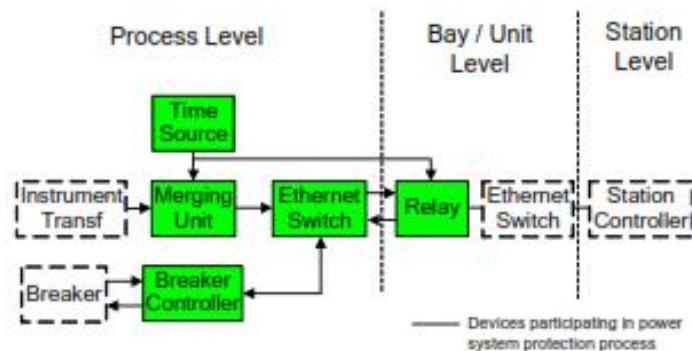 Process Level
Bay / Unit
Level
Station
Level
Time
Source
Instrument
Transf
Merging
Unit
Ethernet
Switch
Relay
Ethernet
Switch
Station
Controller
Breaker
Breaker
Controller
Devices participating in power
system protection process